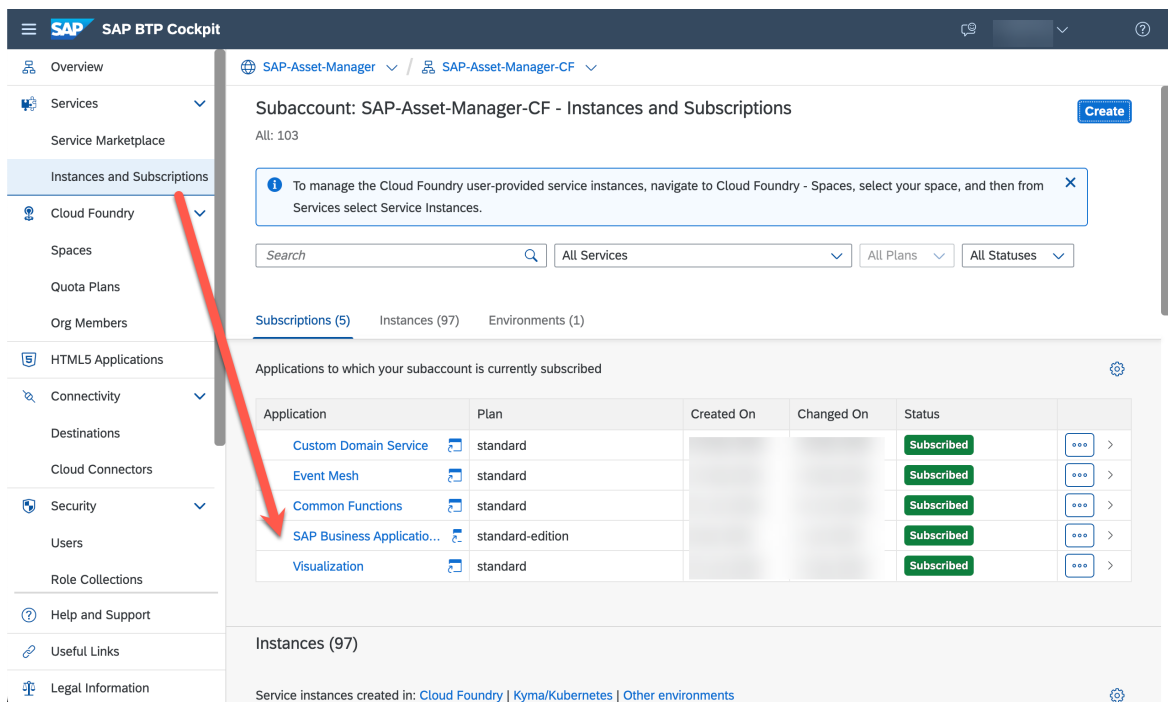 SAP SAP BTP Cockpit
Overview
Services
Service Marketplace
Instances and Subscriptions
Cloud Foundry
Spaces
Quota Plans
Org Members
HTML5 Applications
Connectivity
Destinations
Cloud Connectors
Security
Users
Role Collections
Help and Support
Useful Links
Legal Information
SAP-Asset-Manager / SAP-Asset-Manager-CF
Subaccount: SAP-Asset-Manager-CF - Instances and Subscriptions
Create
All: 103
To manage the Cloud Foundry user-provided service instances, navigate to Cloud Foundry - Spaces, select your space, and then from
Services select Service Instances.
Search All Services All Plans All Statuses
Subscriptions (5) Instances (97) Environments (1)
Applications to which your subaccount is currently subscribed
Application Plan Created On Changed On Status
Custom Domain Service standard Subscribed
Event Mesh standard Subscribed
Common Functions standard Subscribed
SAP Business Applicatio... standard-edition Subscribed
Visualization standard Subscribed
Instances (97)
Service instances created in: Cloud Foundry | Kyma/Kubernetes | Other environments